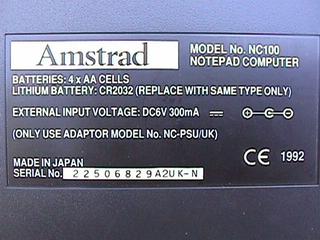 Amstrad
MODEL No. NC100
NOTEPAD COMPUTER
BATTERIES: 4 x AA CELLS
LITHIUM BATTERY: CR2032 (REPLACE WITH SAME TYPE ONLY)
EXTERNAL INPUT VOLTAGE: DC6V 300mA
(ONLY USE ADAPTOR MODEL No. NC-PSU/UK)
MADE IN JAPAN
CE 1992
SERIAL No. 22506829A2UK-N